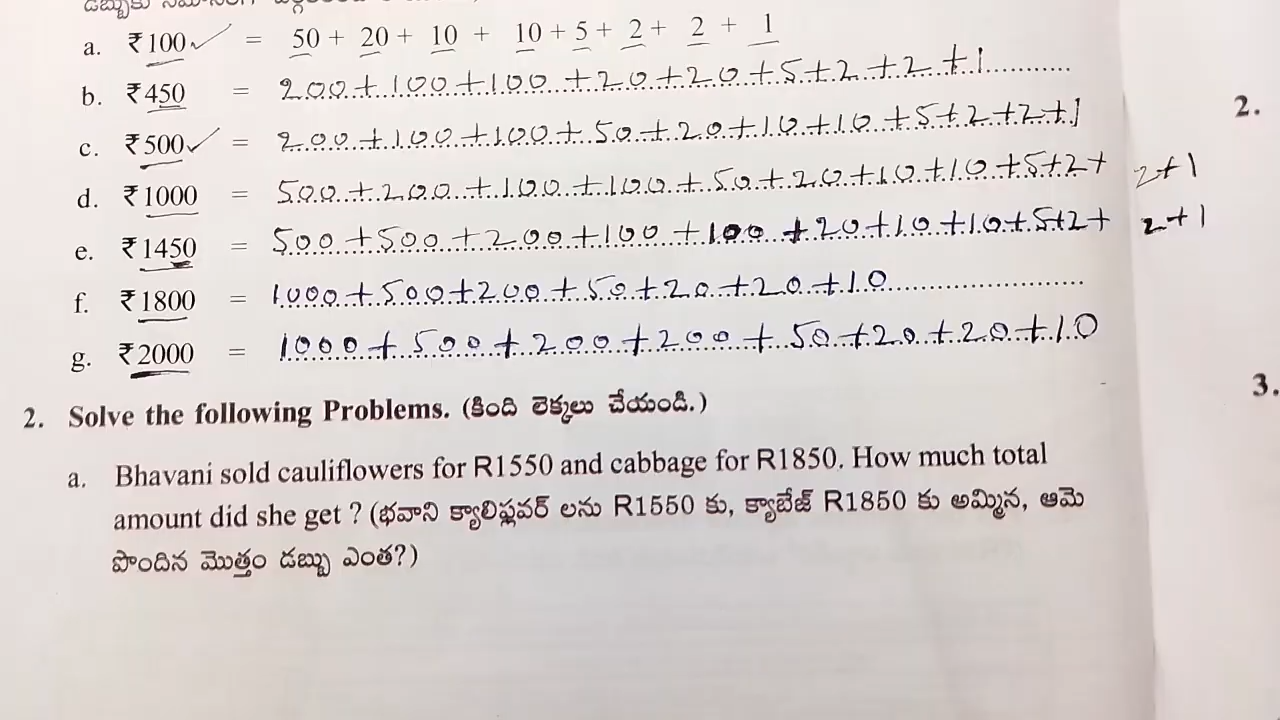 a. ₹100 ✓ = 50 + 20 + 10 + 10 + 5 + 2 + 2 + 1
b. ₹450 = 200+100+100+20+20+5+2+2+1
c. ₹500 ✓ = 200+100+100+50+20+10+10+5+2+2+1
d. ₹1000 = 500+200+100+100+50+20+10+10+5+2+2+1
e. ₹1450 = 500+500+200+100+100+20+10+10+5+2+2+1
f. ₹1800 = 1000+500+200+50+20+20+10
g. ₹2000 = 1000+500+200+200+50+20+20+10
2. Solve the following Problems. (కింది లెక్కలు చేయండి.)
a. Bhavani sold cauliflowers for R1550 and cabbage for R1850. How much total
amount did she get ? (భవాని క్యాలిఫ్లవర్ లను R1550 కు, క్యాబేజ్ R1850 కు అమ్మిన, ఆమె
పొందిన మొత్తం డబ్బు ఎంత?)
2.
3.